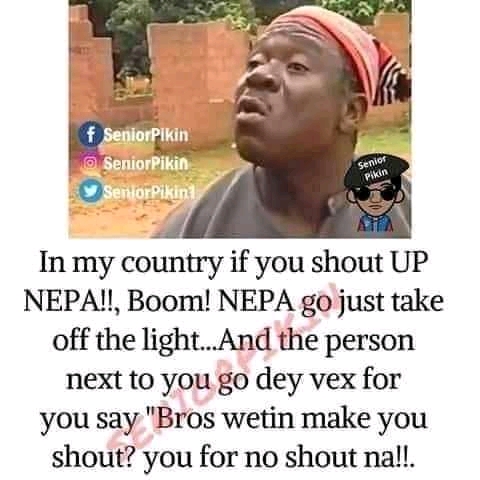 SeniorPikin
SeniorPikin
SeniorPikin1
Senior
Pikin
In my country if you shout UP
NEPA!!, Boom! NEPA go just take
off the light...And the person
next to you go dey vex for
you say "Bros wetin make you
shout? you for no shout na!!.
SENIORPIKIN